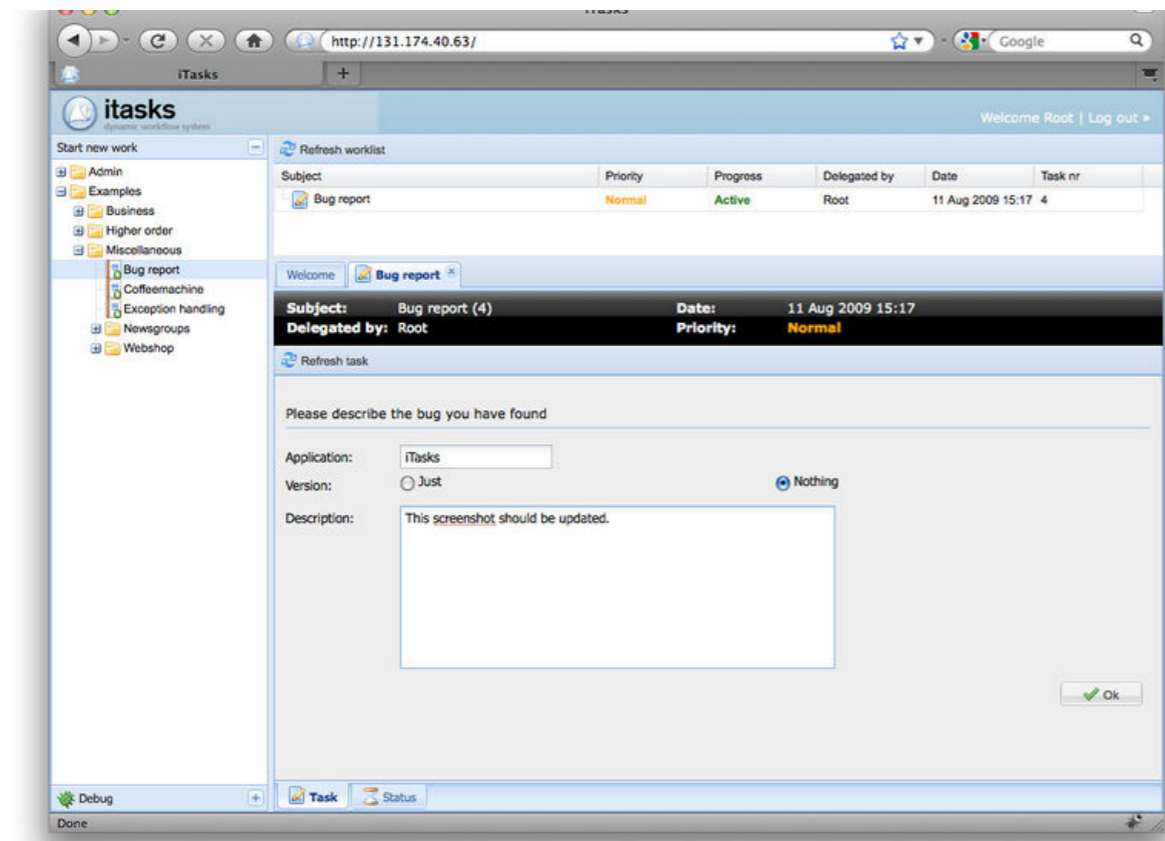 iTasks
http://131.174.40.63/
Google
iTasks
+
itasks
dynamic workflow system
Welcome Root | Log out »
Start new work
Refresh worklist
Admin
Subject Priority Progress Delegated by Date Task nr
Examples
Bug report Normal Active Root 11 Aug 2009 15:17 4
Business
Higher order
Miscellaneous
Bug report
Coffeemachine
Exception handling
Newsgroups
Webshop
Welcome Bug report
Subject: Bug report (4) Date: 11 Aug 2009 15:17
Delegated by: Root Priority: Normal
Refresh task
Please describe the bug you have found
Application: iTasks
Version: Just Nothing
Description: This screenshot should be updated.
Ok
Debug
Task Status
Done